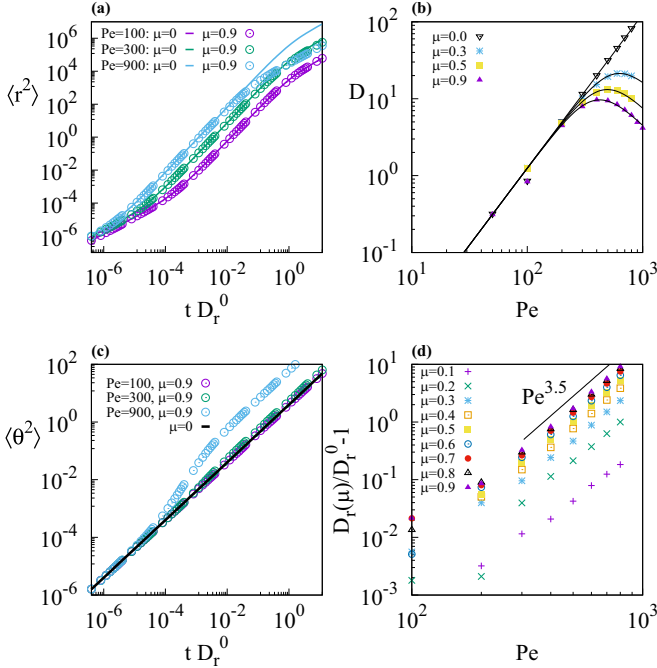 (a)
Pe=100: μ=0 μ=0.9
Pe=300: μ=0 μ=0.9
Pe=900: μ=0 μ=0.9
10^6
10^4
10^2
10^0
10^-2
10^-4
10^-6
⟨r^2⟩
10^-6 10^-4 10^-2 10^0
t D_r^0
(b)
μ=0.0
μ=0.3
μ=0.5
μ=0.9
10^2
10^1
10^0
10^-1
D
10^1 10^2 10^3
Pe
(c)
Pe=100, μ=0.9
Pe=300, μ=0.9
Pe=900, μ=0.9
μ=0
10^2
10^0
10^-2
10^-4
10^-6
⟨θ^2⟩
10^-6 10^-4 10^-2 10^0
t D_r^0
(d)
μ=0.1
μ=0.2
μ=0.3
μ=0.4
μ=0.5
μ=0.6
μ=0.7
μ=0.8
μ=0.9
Pe^3.5
10^1
10^0
10^-1
10^-2
10^-3
D_r(μ)/D_r^0-1
10^2 10^3
Pe